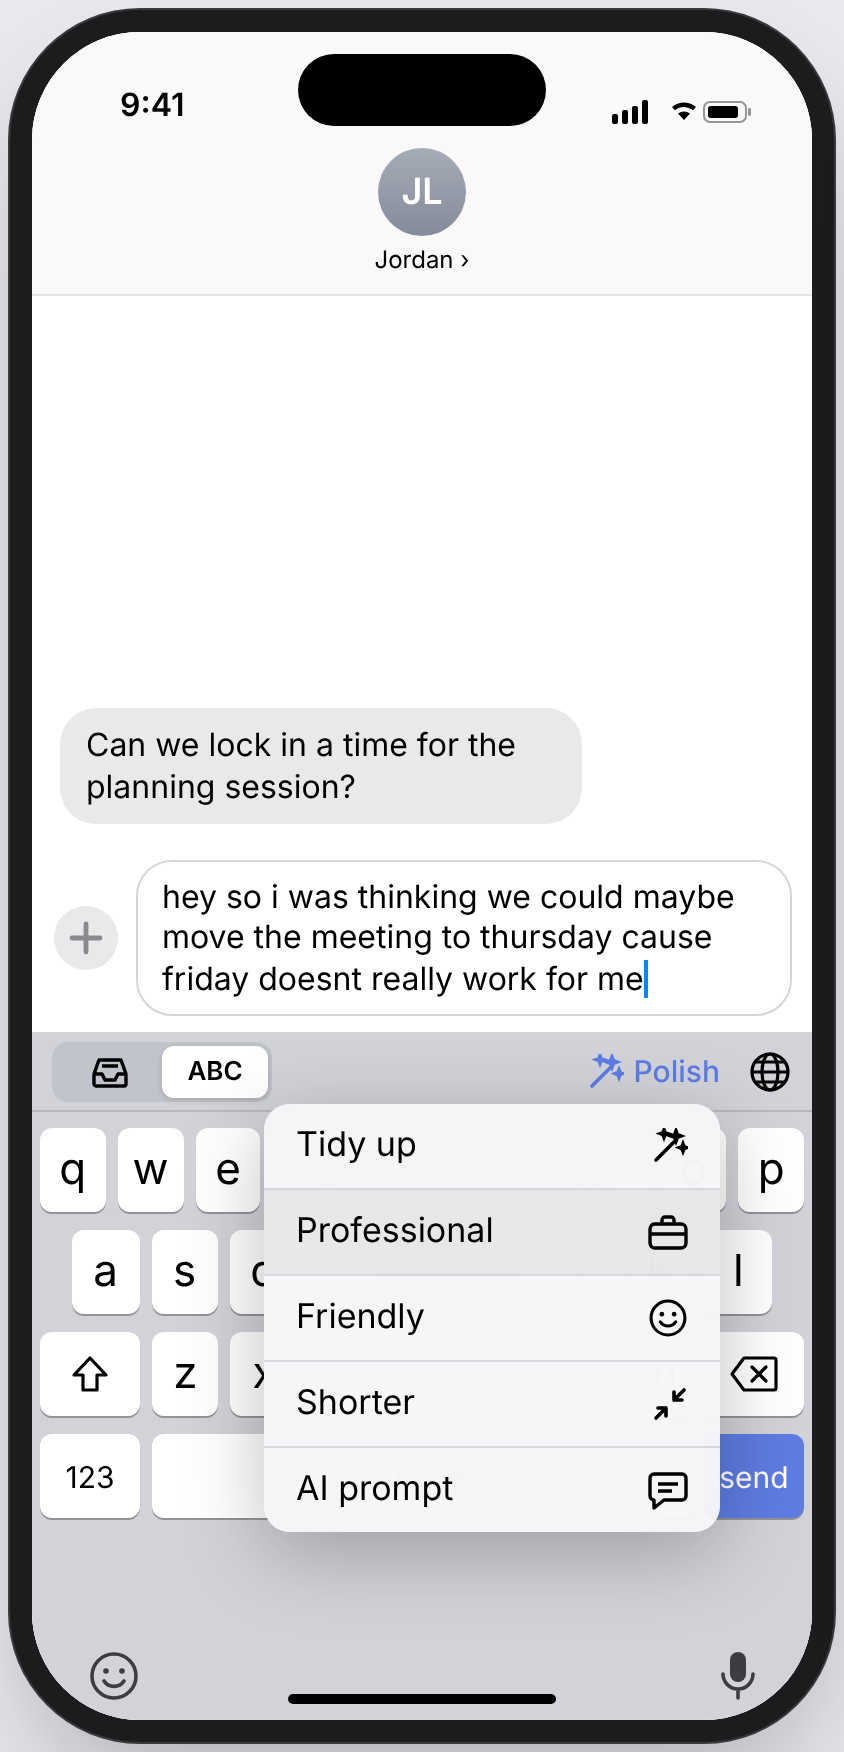 9:41
JL
Jordan ›
Can we lock in a time for the
planning session?
hey so i was thinking we could maybe
move the meeting to thursday cause
friday doesnt really work for me
ABC Polish
q w e o p
Tidy up
a s l
Professional
Friendly
z
Shorter
123 send
AI prompt